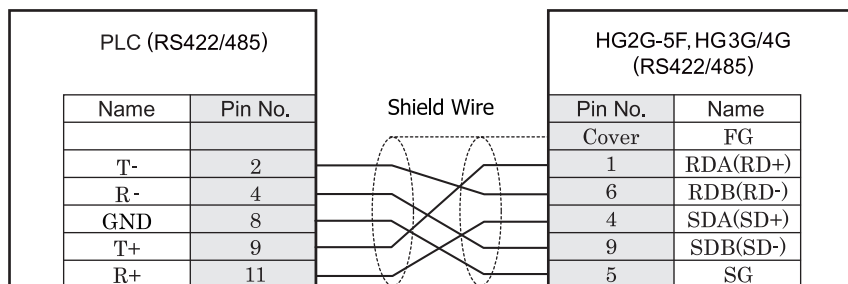 PLC (RS422/485)
HG2G-5F, HG3G/4G
(RS422/485)
Shield Wire
Name Pin No.
T- 2
R- 4
GND 8
T+ 9
R+ 11
Pin No. Name
Cover FG
1 RDA(RD+)
6 RDB(RD-)
4 SDA(SD+)
9 SDB(SD-)
5 SG